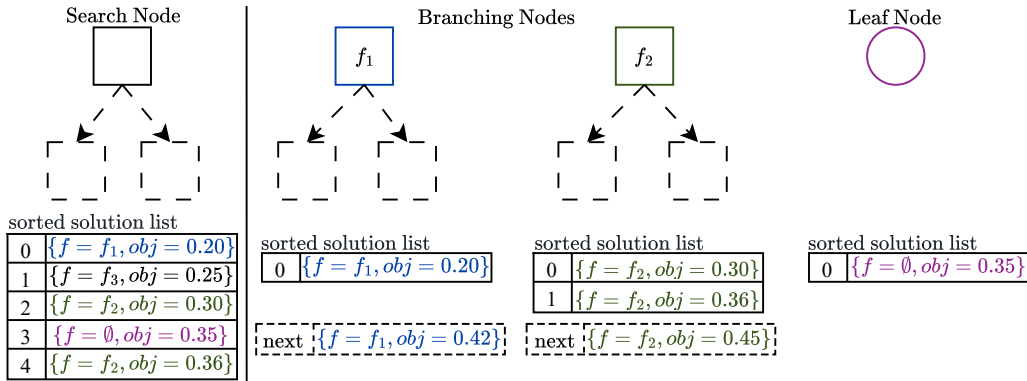 Search Node
Branching Nodes
Leaf Node
f₁
f₂
sorted solution list
0 {f = f₁, obj = 0.20}
1 {f = f₃, obj = 0.25}
2 {f = f₂, obj = 0.30}
3 {f = ∅, obj = 0.35}
4 {f = f₂, obj = 0.36}
sorted solution list
0 {f = f₁, obj = 0.20}
next {f = f₁, obj = 0.42}
sorted solution list
0 {f = f₂, obj = 0.30}
1 {f = f₂, obj = 0.36}
next {f = f₂, obj = 0.45}
sorted solution list
0 {f = ∅, obj = 0.35}